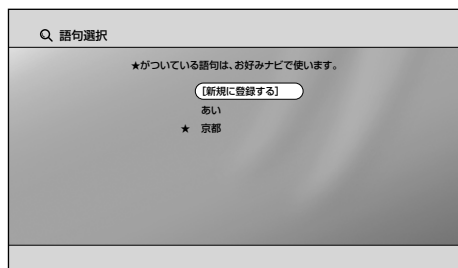 語句選択
★がついている語句は、お好みナビで使います。
[新規に登録する]
あい
★ 京都